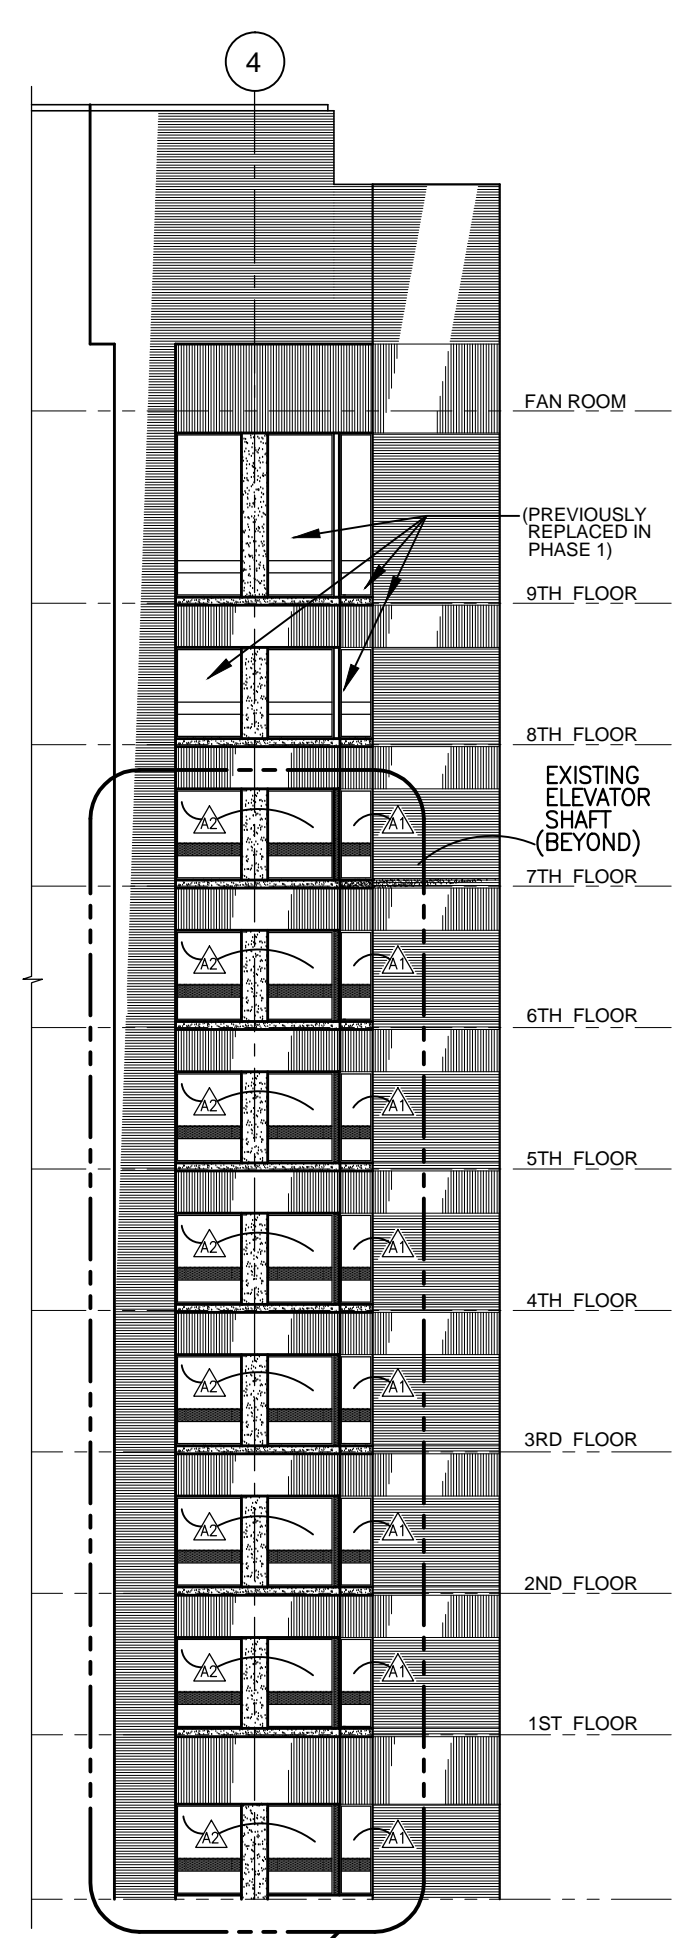 4
FAN ROOM
(PREVIOUSLY
REPLACED IN
PHASE 1)
9TH FLOOR
8TH FLOOR
EXISTING
ELEVATOR
SHAFT
(BEYOND)
A2 A1
7TH FLOOR
A2 A1
6TH FLOOR
A2 A1
5TH FLOOR
A2 A1
4TH FLOOR
A2 A1
3RD FLOOR
A2 A1
2ND FLOOR
A2 A1
1ST FLOOR
A2 A1